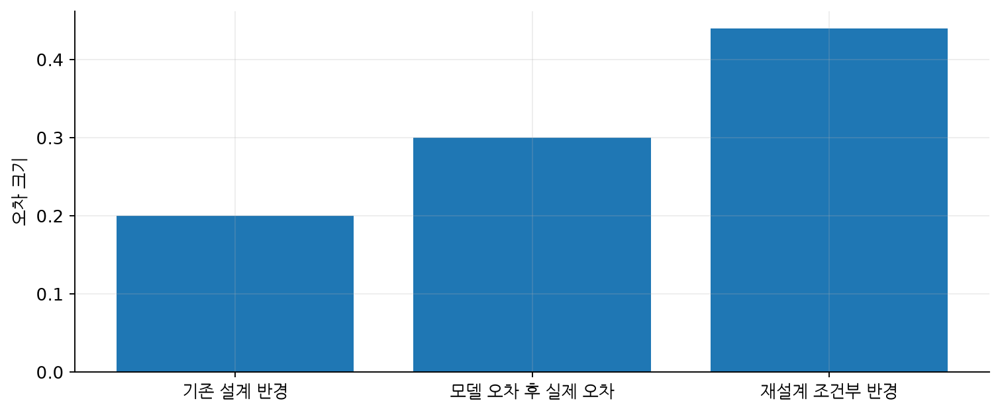 오차 크기
0.4
0.3
0.2
0.1
0.0
기존 설계 반경
모델 오차 후 실제 오차
재설계 조건부 반경